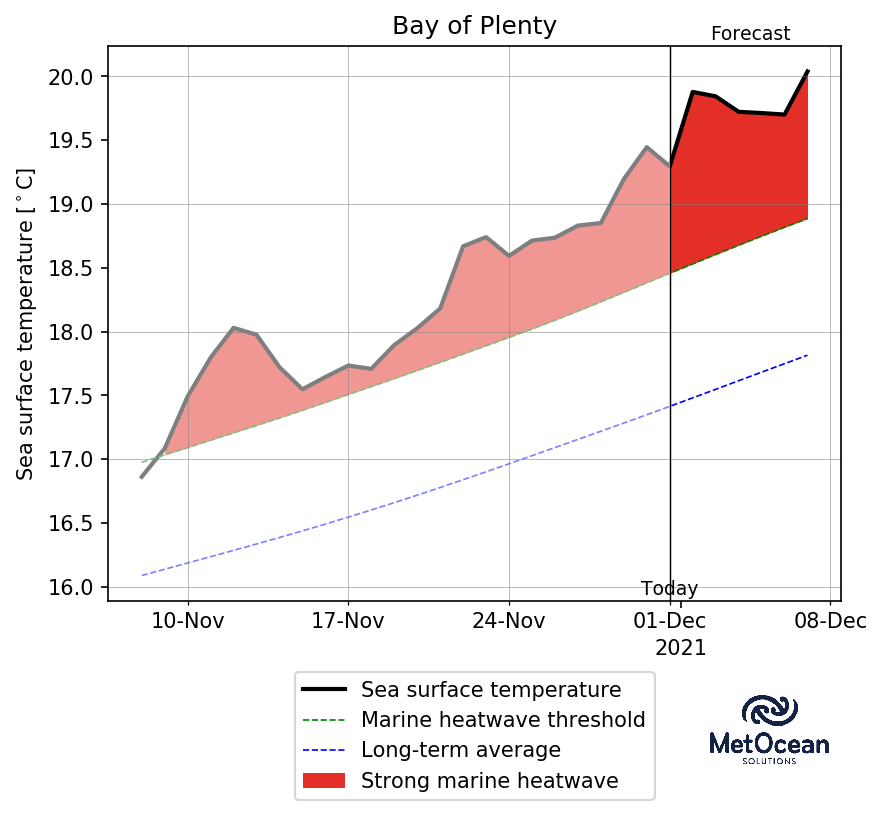 Bay of Plenty
Forecast
Sea surface temperature [°C]
20.0
19.5
19.0
18.5
18.0
17.5
17.0
16.5
16.0
Today
10-Nov 17-Nov 24-Nov 01-Dec 08-Dec
2021
Sea surface temperature
Marine heatwave threshold
Long-term average
Strong marine heatwave
MetOcean
SOLUTIONS